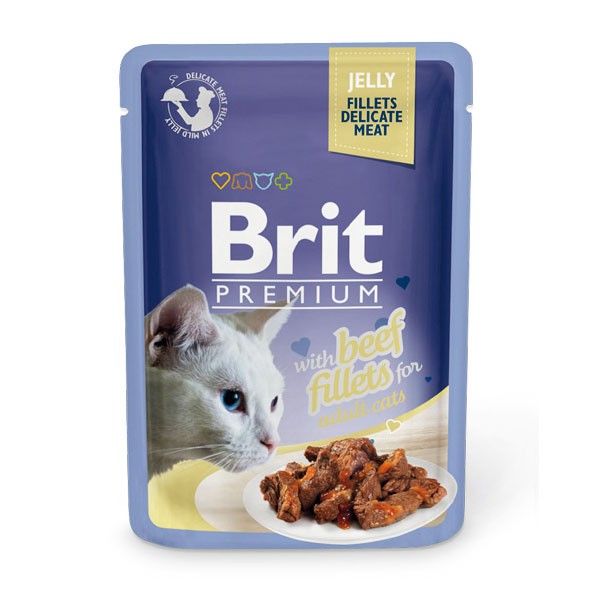 DELICATE MEAT FILLETS IN MILD JELLY
JELLY
FILLETS
DELICATE
MEAT
Brit
PREMIUM
with beef
fillets for
adult cats